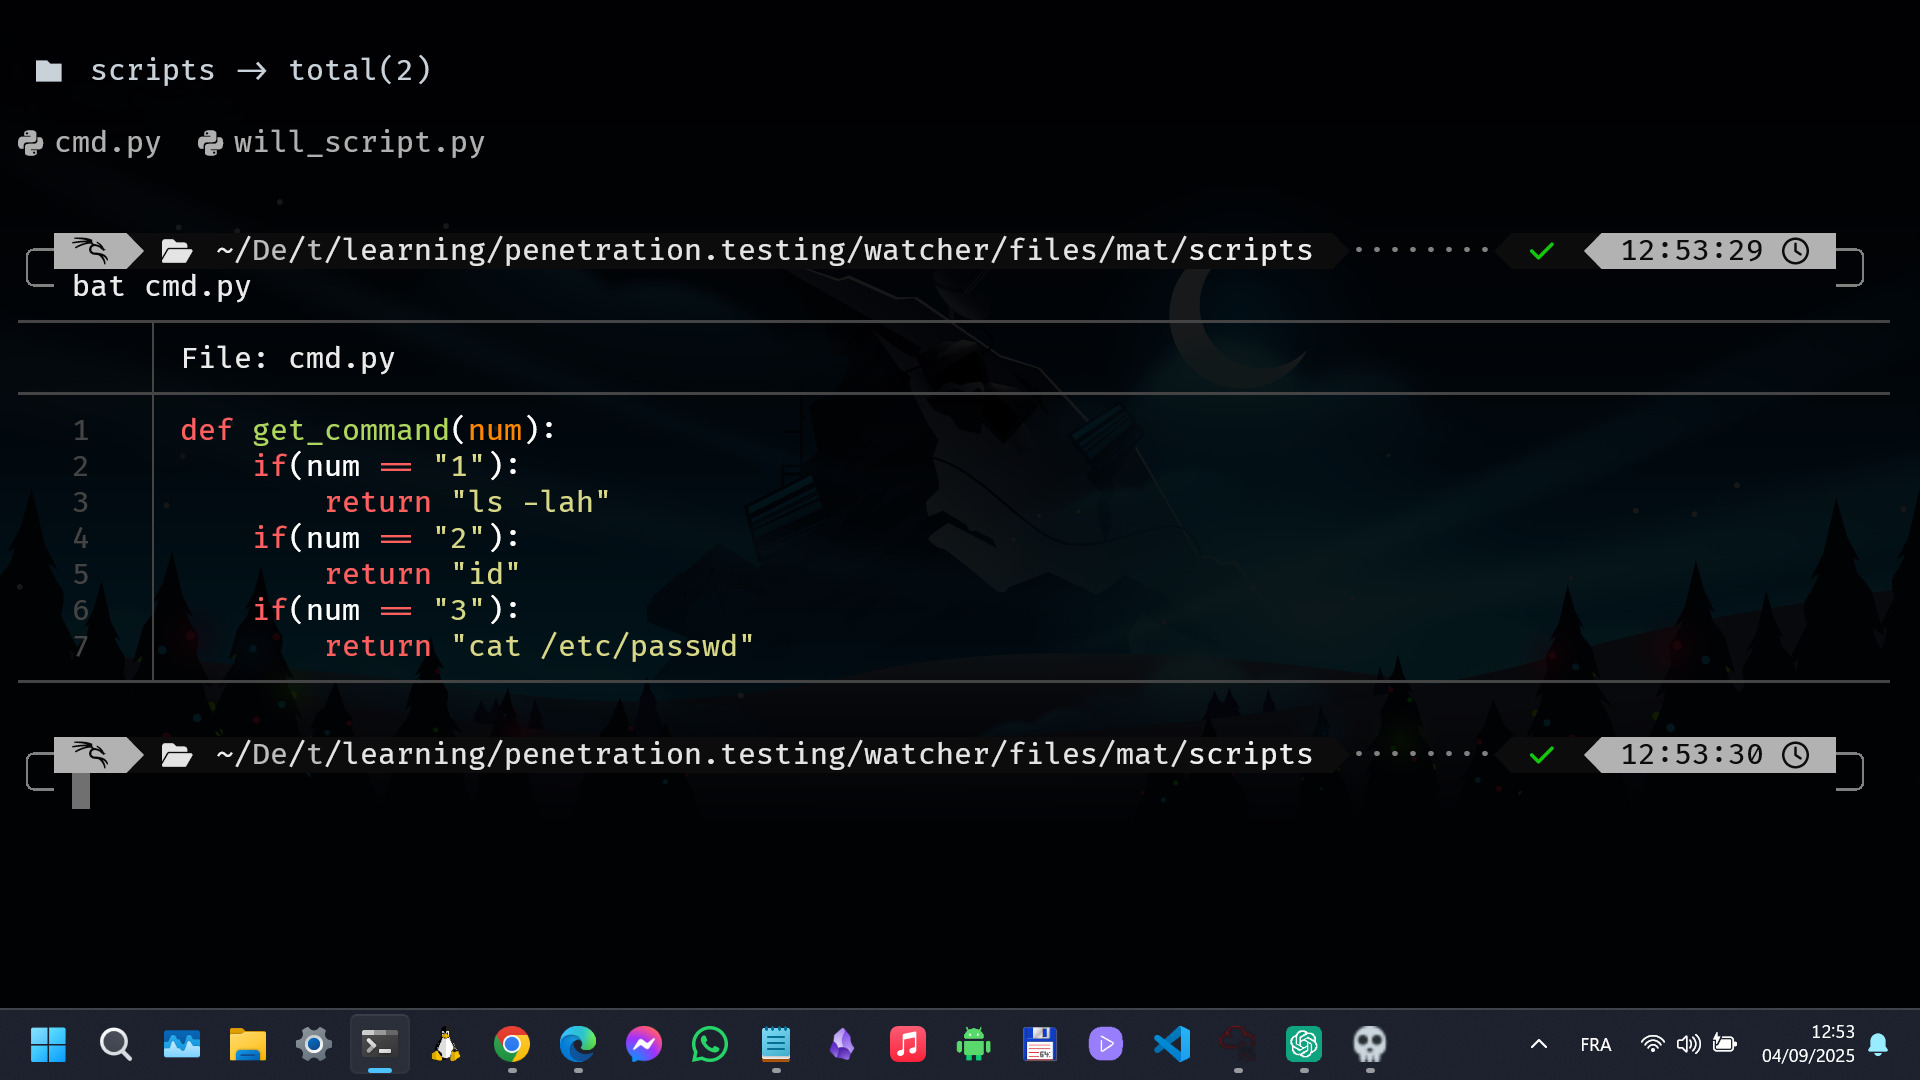 scripts → total(2)
cmd.py will_script.py
~/De/t/learning/penetration.testing/watcher/files/mat/scripts ········ ✓ 12:53:29
bat cmd.py
File: cmd.py
1 def get_command(num):
2     if(num == "1"):
3         return "ls -lah"
4     if(num == "2"):
5         return "id"
6     if(num == "3"):
7         return "cat /etc/passwd"
~/De/t/learning/penetration.testing/watcher/files/mat/scripts ········ ✓ 12:53:30
64
FRA
12:53
04/09/2025